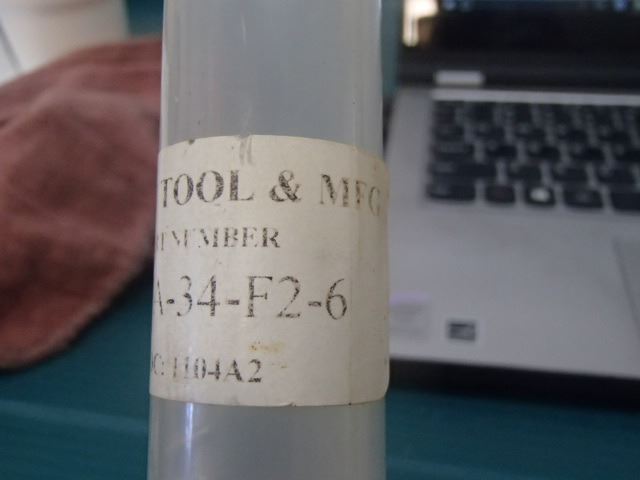 TOOL & MFG
NUMBER
A-34-F2-6
1104A2